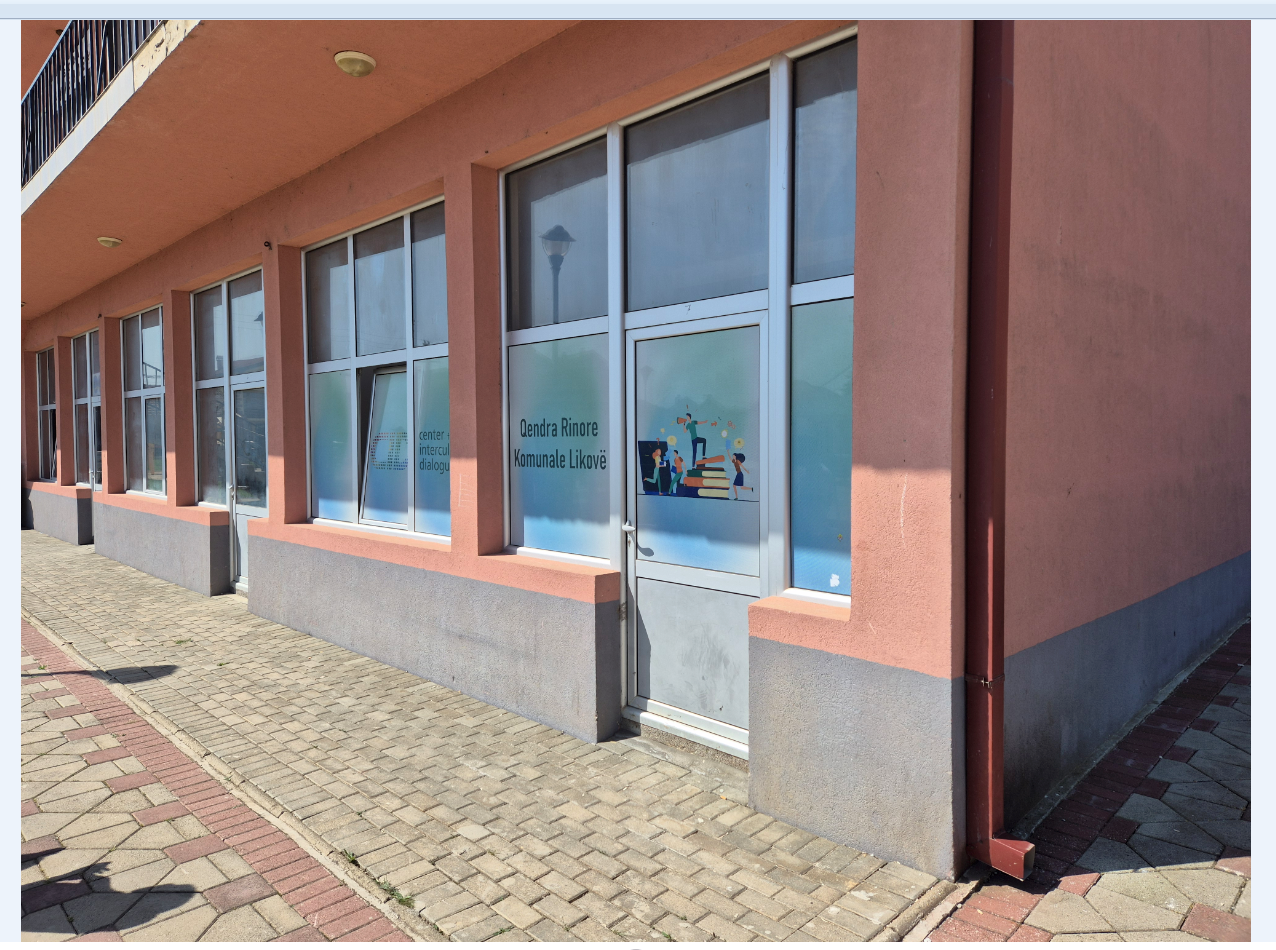 center
intercul
dialogu
Qendra Rinore
Komunale Likovë